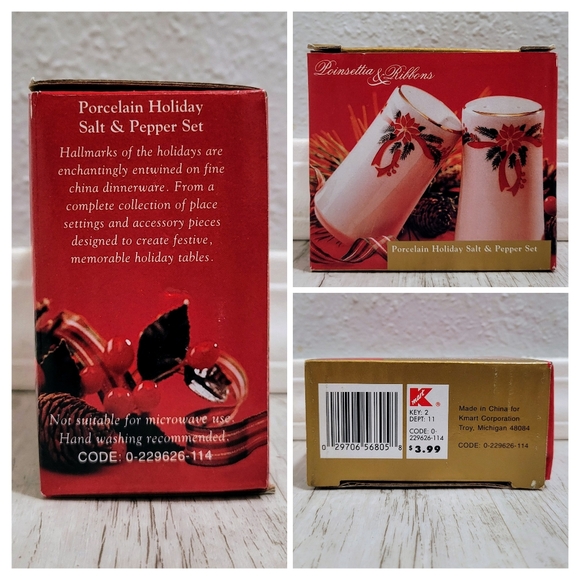 Porcelain Holiday
Salt & Pepper Set
Hallmarks of the holidays are
enchantingly entwined on fine
china dinnerware. From a
complete collection of place
settings and accessory pieces
designed to create festive,
memorable holiday tables.
Not suitable for microwave use.
Hand washing recommended.
CODE: 0-229626-114
Poinsettia & Ribbons
Porcelain Holiday Salt & Pepper Set
0 29706 56805 8
K
mart
KEY: 2
DEPT: 11
CODE: 0-
229626-114
$3.99
Made in China for
Kmart Corporation
Troy, Michigan 48084
CODE: 0-229626-114